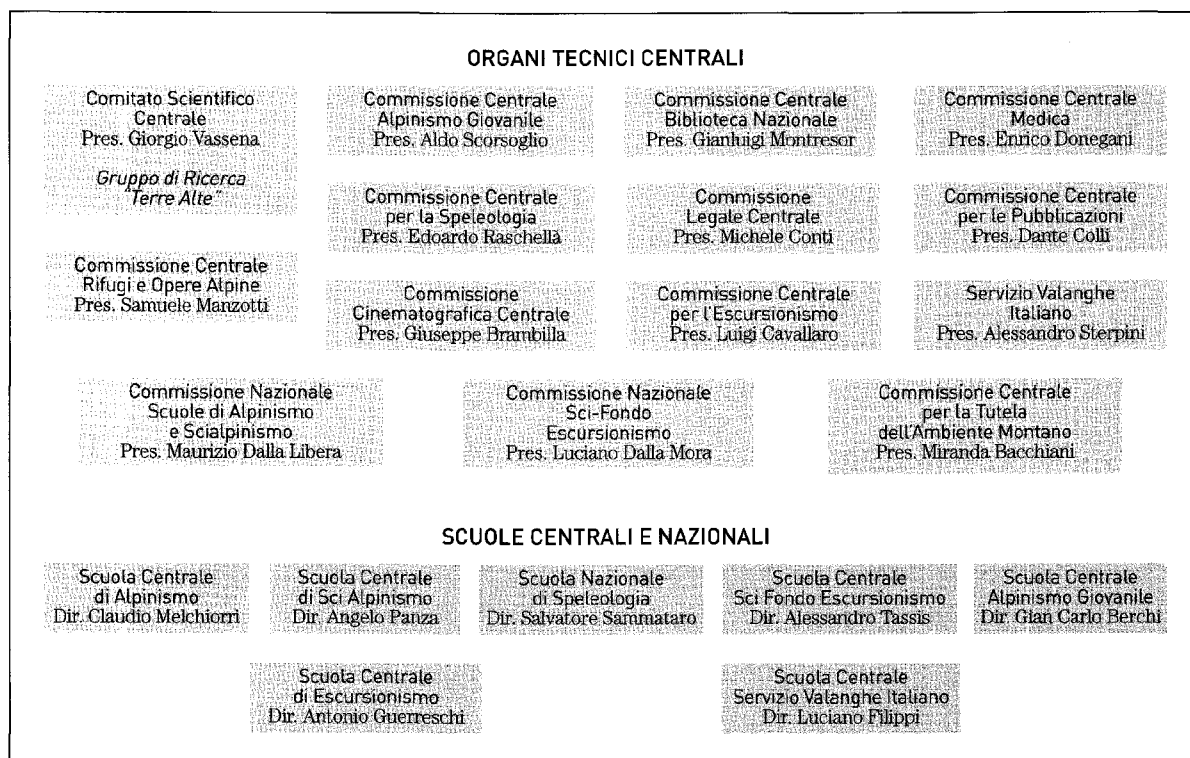 ORGANI TECNICI CENTRALI
Comitato Scientifico
Centrale
Pres. Giorgio Vassena
Gruppo di Ricerca
"Terre Alte"
Commissione Centrale
Alpinismo Giovanile
Pres. Aldo Scorsoglio
Commissione Centrale
Biblioteca Nazionale
Pres. Gianluigi Montresor
Commissione Centrale
Medica
Pres. Enrico Donegani
Commissione Centrale
per la Speleologia
Pres. Edoardo Raschellà
Commissione
Legale Centrale
Pres. Michele Conti
Commissione Centrale
per le Pubblicazioni
Pres. Dante Colli
Commissione Centrale
Rifugi e Opere Alpine
Pres. Samuele Manzotti
Commissione
Cinematografica Centrale
Pres. Giuseppe Brambilla
Commissione Centrale
per l'Escursionismo
Pres. Luigi Cavallaro
Servizio Valanghe
Italiano
Pres. Alessandro Sterpini
Commissione Nazionale
Scuole di Alpinismo
e Scialpinismo
Pres. Maurizio Dalla Libera
Commissione Nazionale
Sci-Fondo
Escursionismo
Pres. Luciano Dalla Mora
Commissione Centrale
per la Tutela
dell'Ambiente Montano
Pres. Miranda Bacchiani
SCUOLE CENTRALI E NAZIONALI
Scuola Centrale
di Alpinismo
Dir. Claudio Melchiorri
Scuola Centrale
di Sci Alpinismo
Dir. Angelo Panza
Scuola Nazionale
di Speleologia
Dir. Salvatore Sammataro
Scuola Centrale
Sci Fondo Escursionismo
Dir. Alessandro Tassis
Scuola Centrale
Alpinismo Giovanile
Dir. Gian Carlo Berchi
Scuola Centrale
di Escursionismo
Dir. Antonio Guerreschi
Scuola Centrale
Servizio Valanghe Italiano
Dir. Luciano Filippi